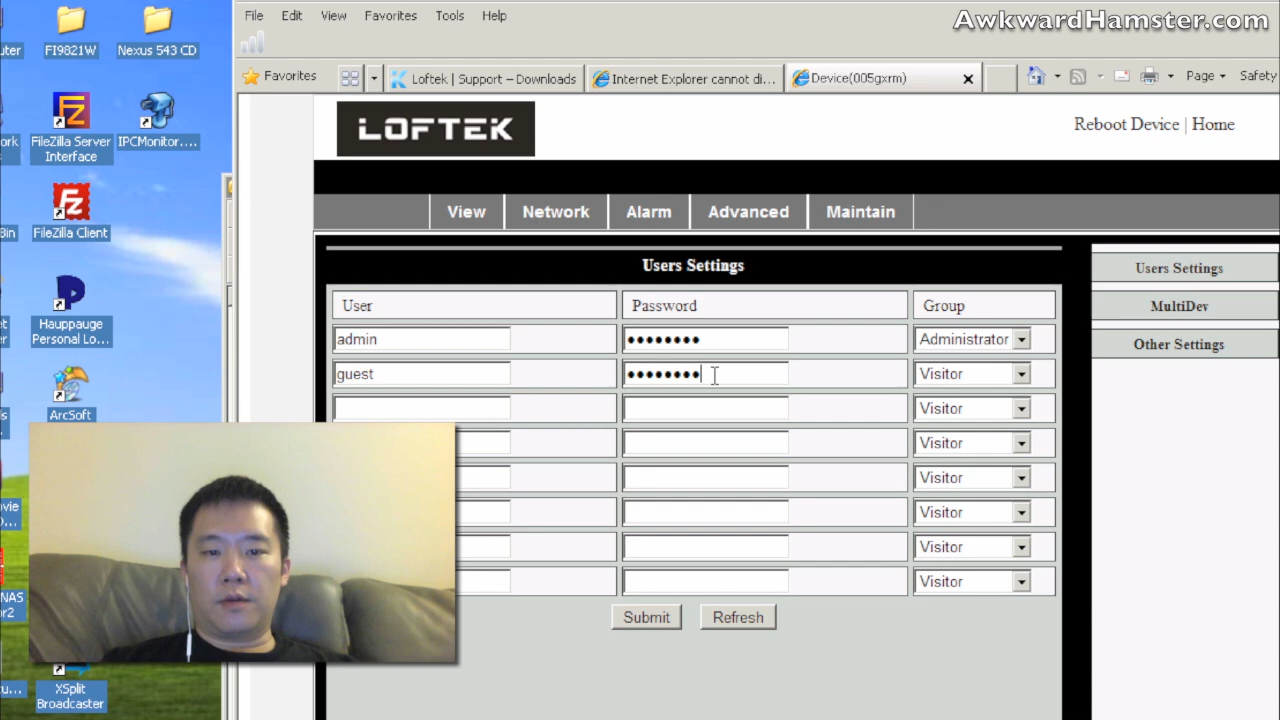 File Edit View Favorites Tools Help
AwkwardHamster.com
uter
FI9821W
Nexus 543 CD
Favorites
Loftek | Support – Downloads
Internet Explorer cannot di...
Device(005gxrm)
Page
Safety
LOFTEK
Reboot Device | Home
ork
FileZilla Server
Interface
IPCMonitor....
View Network Alarm Advanced Maintain
Bin
FileZilla Client
Users Settings
Users Settings
MultiDev
Other Settings
User Password Group
admin Administrator
guest Visitor
Visitor
Visitor
Visitor
Visitor
Visitor
Visitor
Submit Refresh
Hauppauge
Personal Lo...
ArcSoft
XSplit
Broadcaster